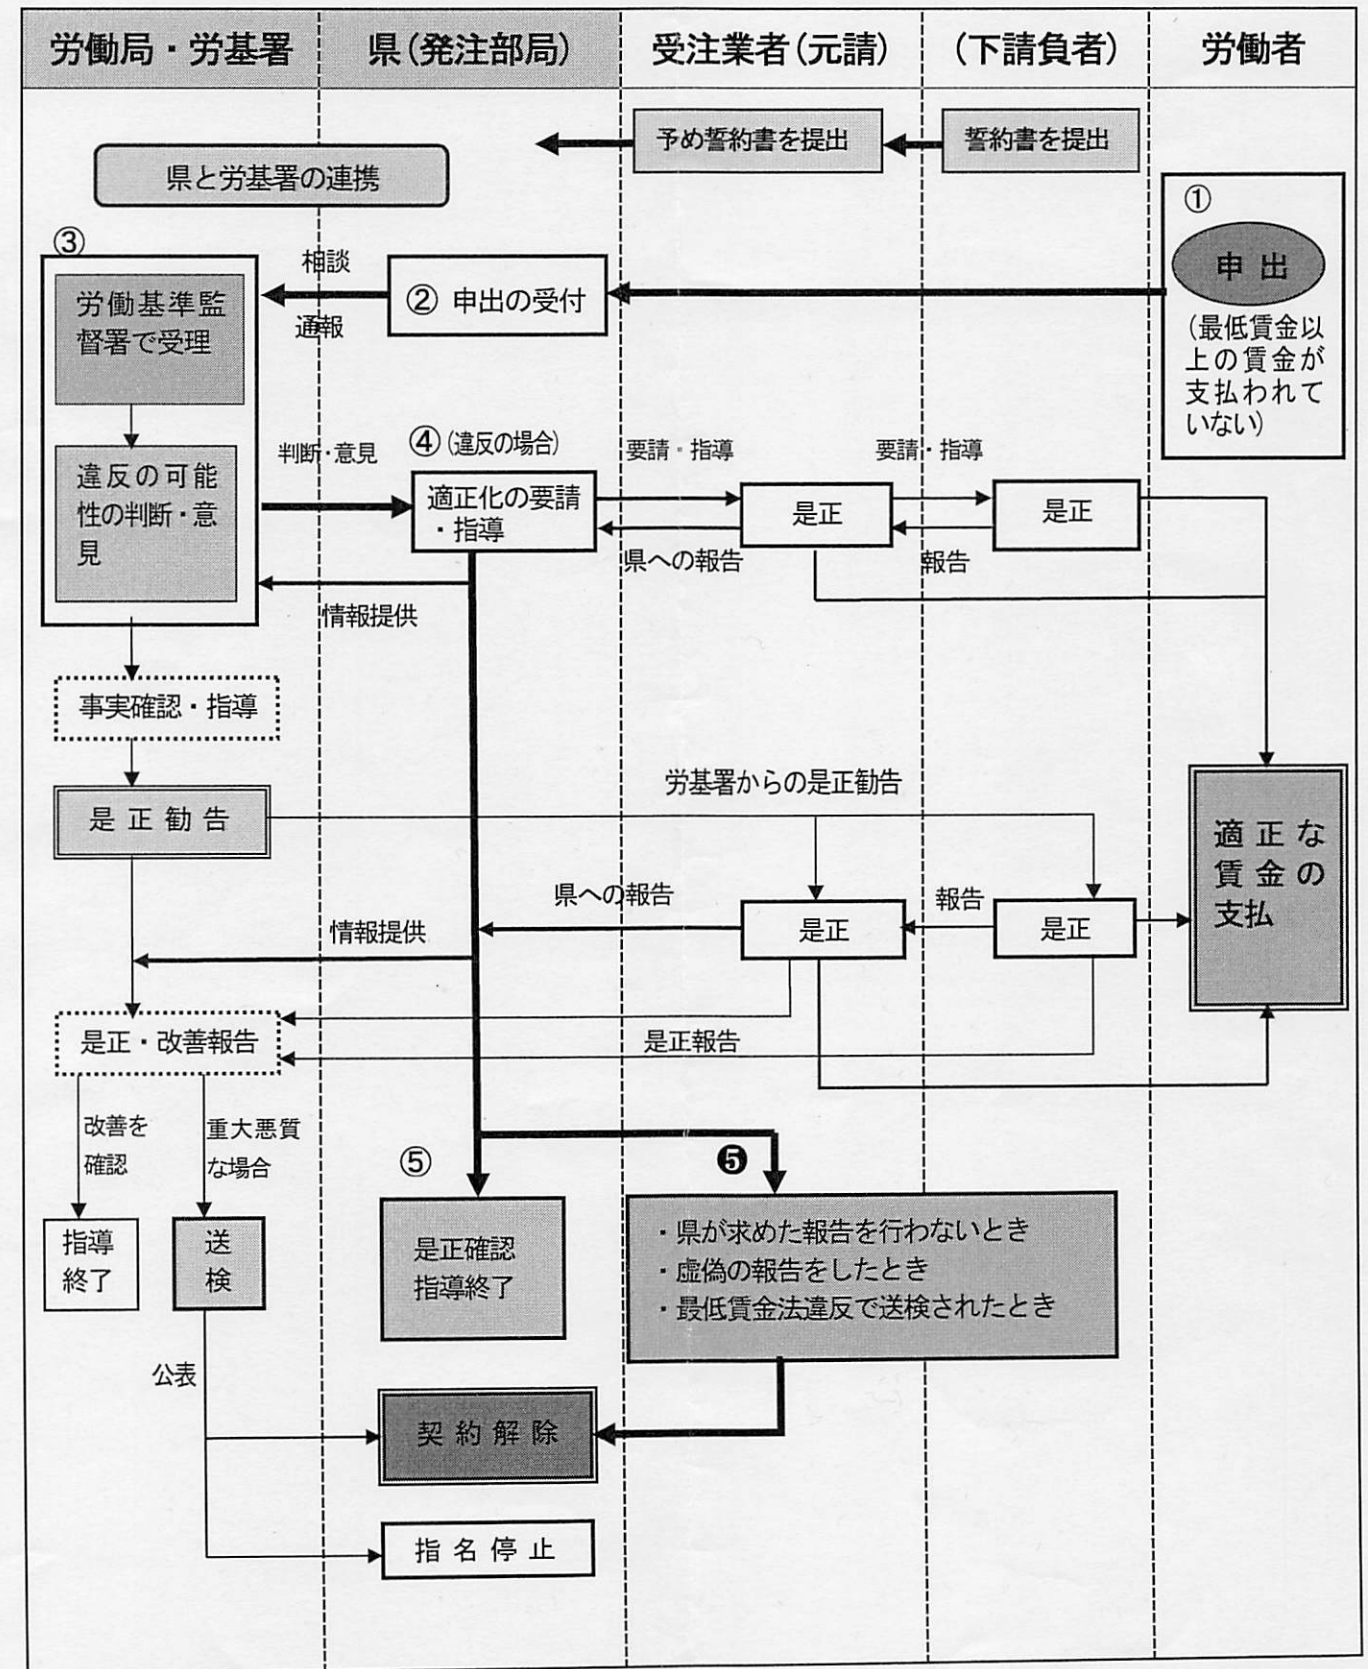 労働局・労基署
県(発注部局)
受注業者(元請)
(下請負者)
労働者
予め誓約書を提出
誓約書を提出
県と労基署の連携
①
申出
(最低賃金以
上の賃金が
支払われて
いない)
③
相談
② 申出の受付
通報
労働基準監
督署で受理
違反の可能
性の判断・意
見
判断・意見
④(違反の場合)
適正化の要請
・指導
要請・指導
要請・指導
是正
是正
県への報告
報告
情報提供
事実確認・指導
是正勧告
労基署からの是正勧告
適正な
賃金の
支払
県への報告
報告
是正
是正
情報提供
是正・改善報告
是正報告
改善を
確認
重大悪質
な場合
⑤
❺
指導
終了
送
検
是正確認
指導終了
・県が求めた報告を行わないとき
・虚偽の報告をしたとき
・最低賃金法違反で送検されたとき
公表
契約解除
指名停止